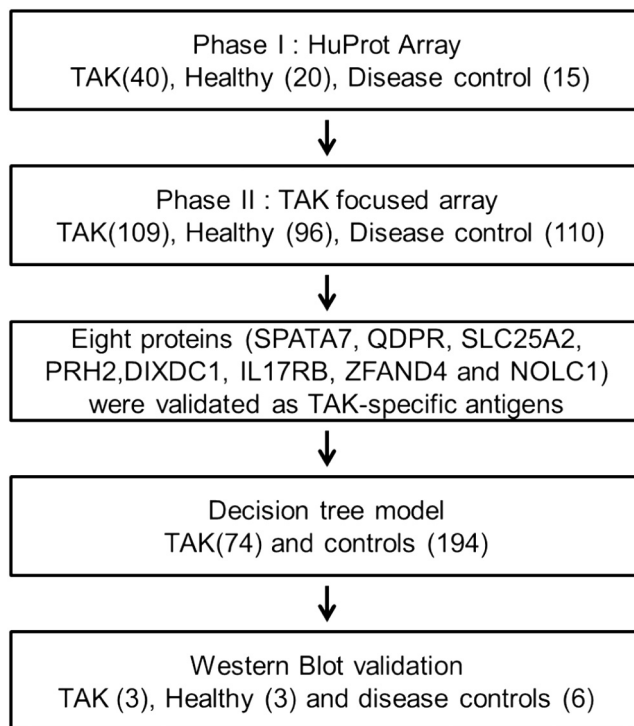 Phase I : HuProt Array
TAK(40), Healthy (20), Disease control (15)
Phase II : TAK focused array
TAK(109), Healthy (96), Disease control (110)
Eight proteins (SPATA7, QDPR, SLC25A2,
PRH2,DIXDC1, IL17RB, ZFAND4 and NOLC1)
were validated as TAK-specific antigens
Decision tree model
TAK(74) and controls (194)
Western Blot validation
TAK (3), Healthy (3) and disease controls (6)